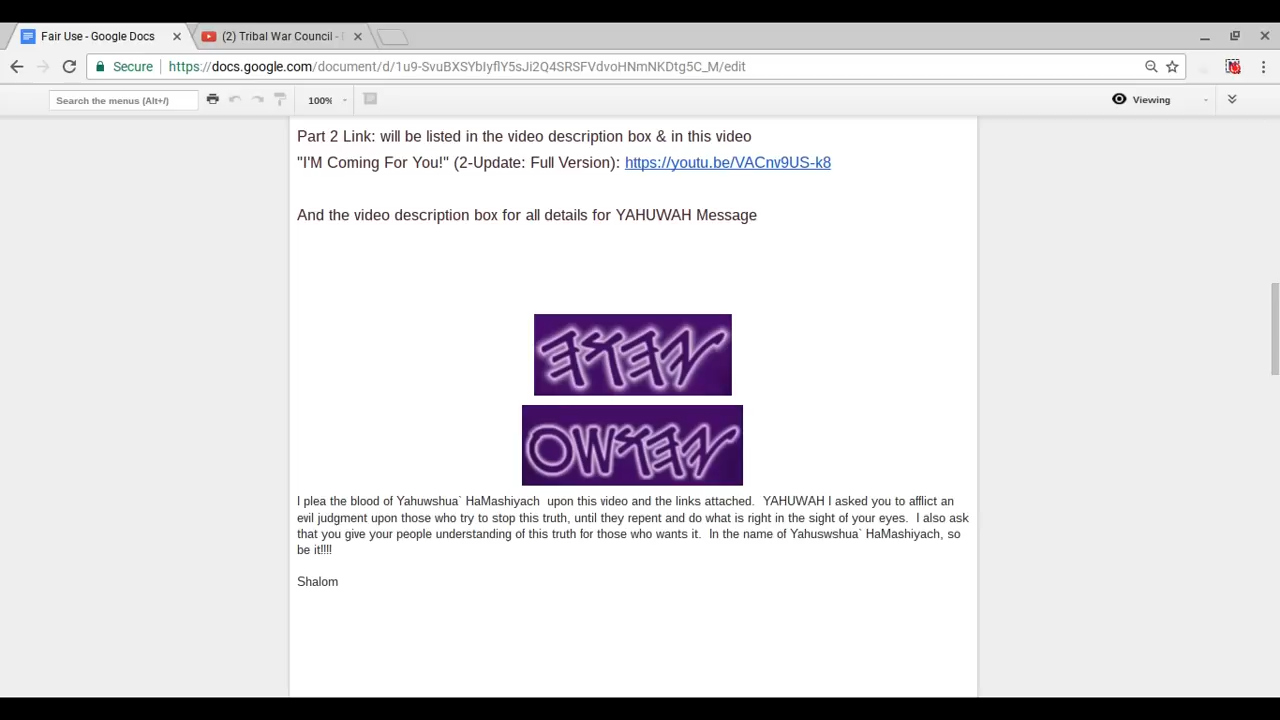 Fair Use - Google Docs
(2) Tribal War Council -
Secure
https://docs.google.com/document/d/1u9-SvuBXSYbIyflY5sJi2Q4SRSFVdvoHNmNKDtg5C_M/edit
Search the menus (Alt+/)
100%
Viewing
Part 2 Link: will be listed in the video description box & in this video
"I'M Coming For You!" (2-Update: Full Version): https://youtu.be/VACnv9US-k8
And the video description box for all details for YAHUWAH Message
𐤉𐤄𐤅𐤄
𐤉𐤄𐤅𐤔𐤏
I plea the blood of Yahuwshua` HaMashiyach upon this video and the links attached. YAHUWAH I asked you to afflict an
evil judgment upon those who try to stop this truth, until they repent and do what is right in the sight of your eyes. I also ask
that you give your people understanding of this truth for those who wants it. In the name of Yahuswshua` HaMashiyach, so
be it!!!!
Shalom